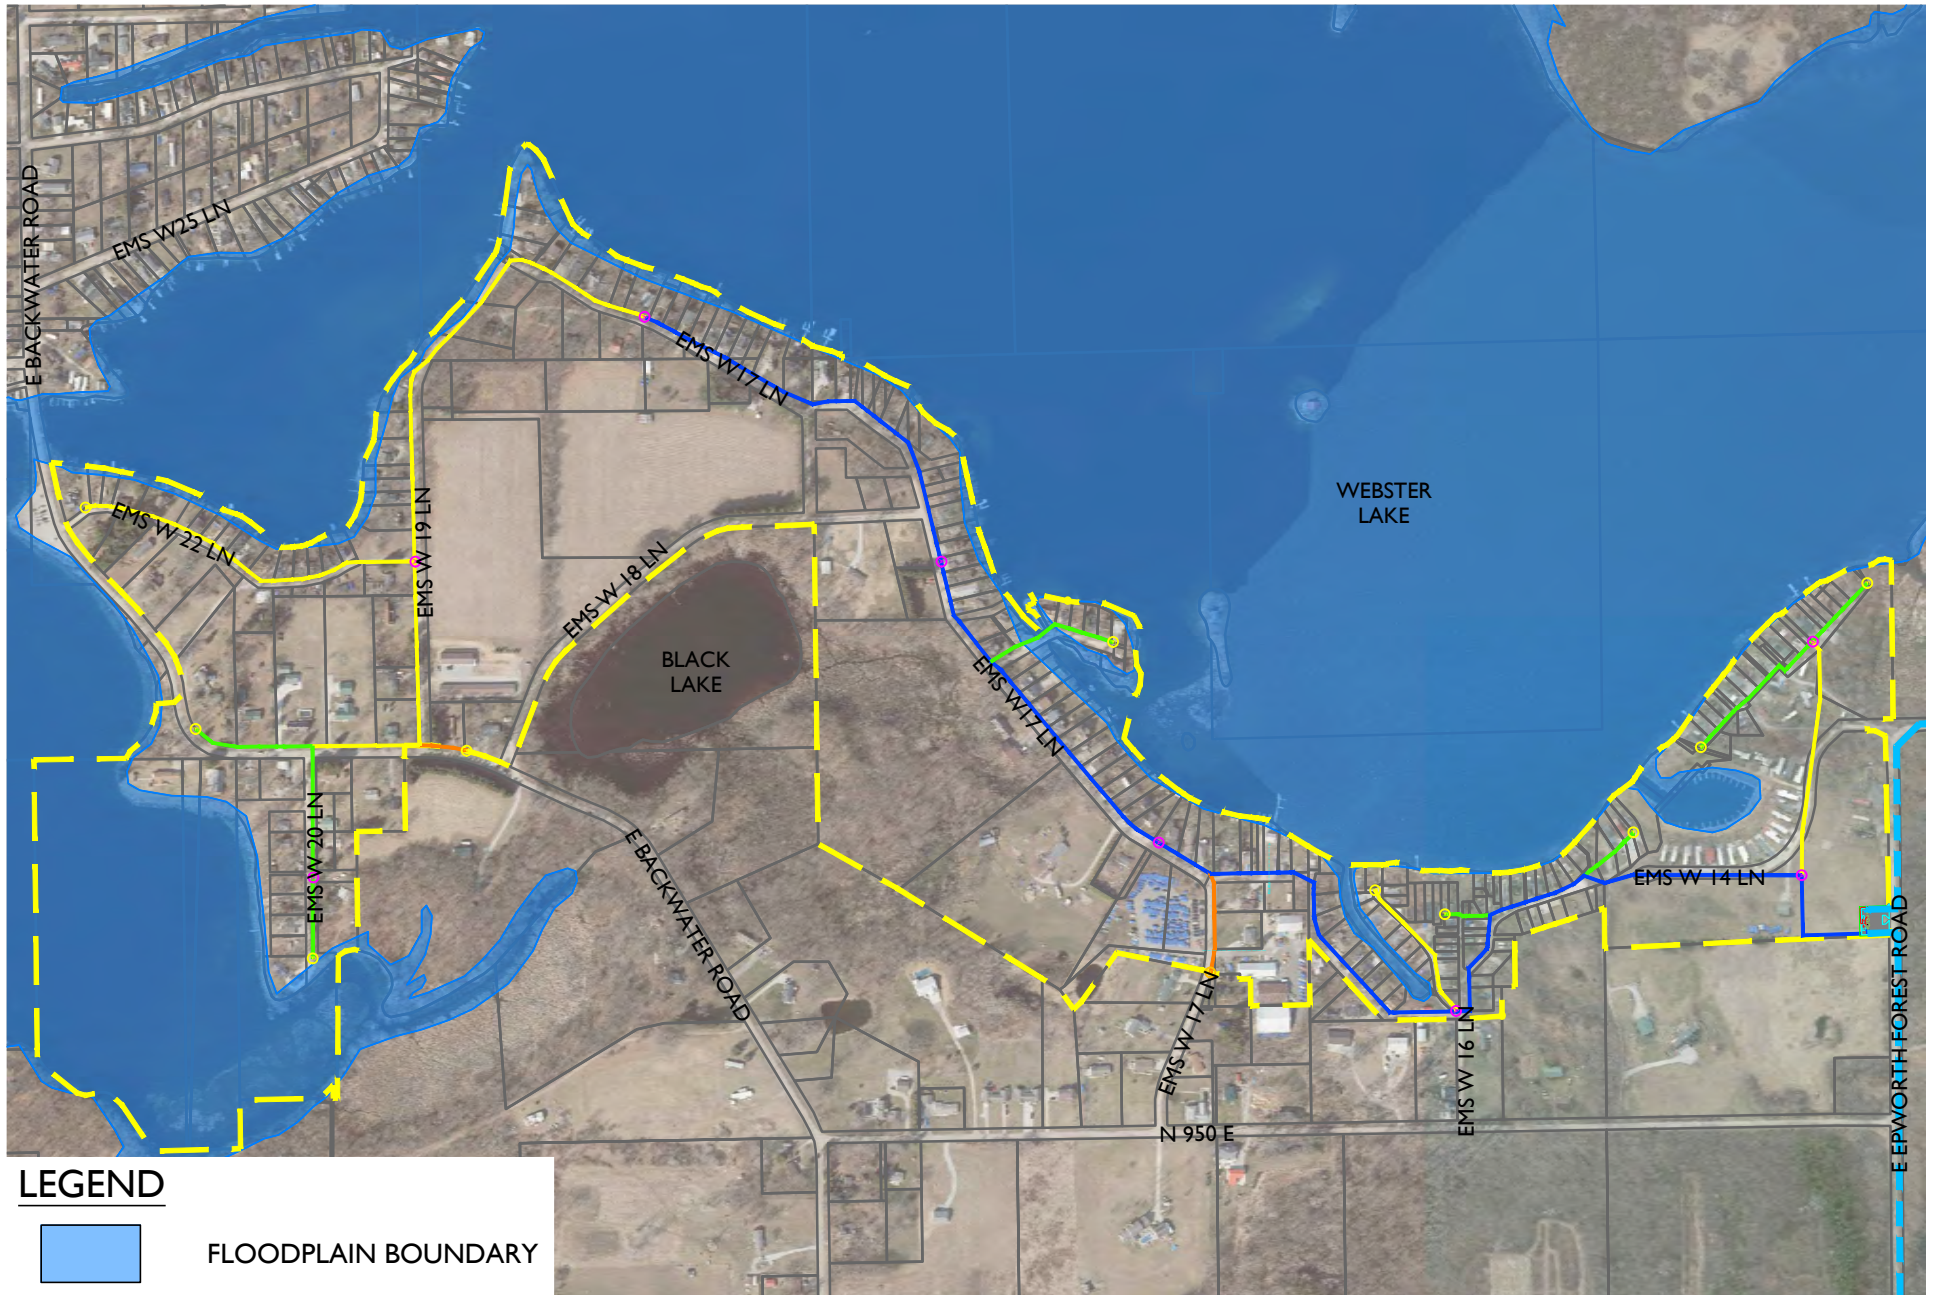 E BACKWATER ROAD
EMS W25 LN
EMS W17 LN
EMS W 22 LN
EMS W 19 LN
EMS W 18 LN
WEBSTER
LAKE
BLACK
LAKE
EMS W17 LN
EMS W 20 LN
E BACKWATER ROAD
EMS W 14 LN
EMS W 17 LN
EMS W 16 LN
E EPWORTH FOREST ROAD
N 950 E
LEGEND
FLOODPLAIN BOUNDARY